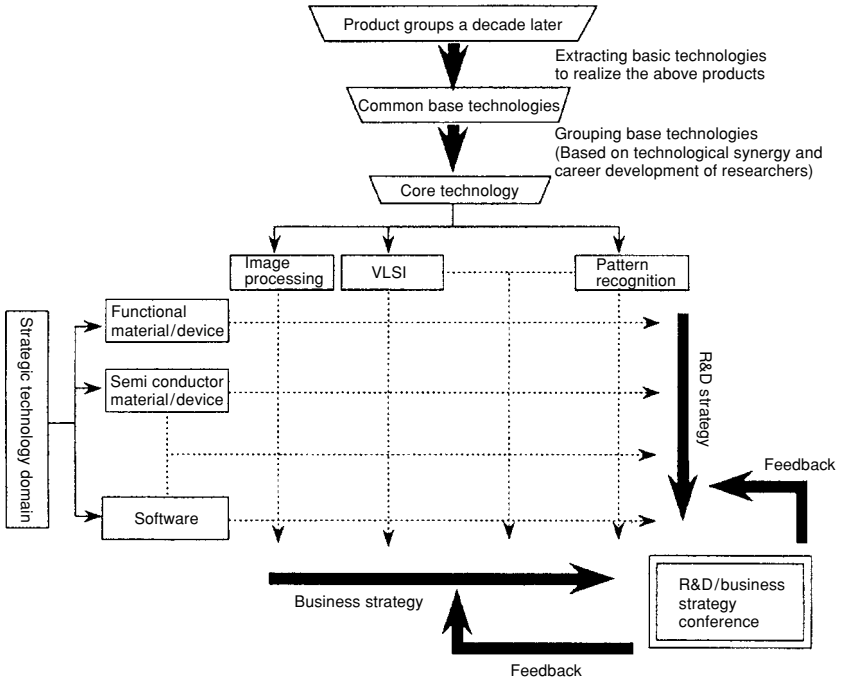 Product groups a decade later
Extracting basic technologies
to realize the above products
Common base technologies
Grouping base technologies
(Based on technological synergy and
career development of researchers)
Core technology
Image
processing
VLSI
Pattern
recognition
Strategic technology domain
Functional
material/device
Semi conductor
material/device
Software
R&D strategy
Feedback
Business strategy
R&D/business
strategy
conference
Feedback